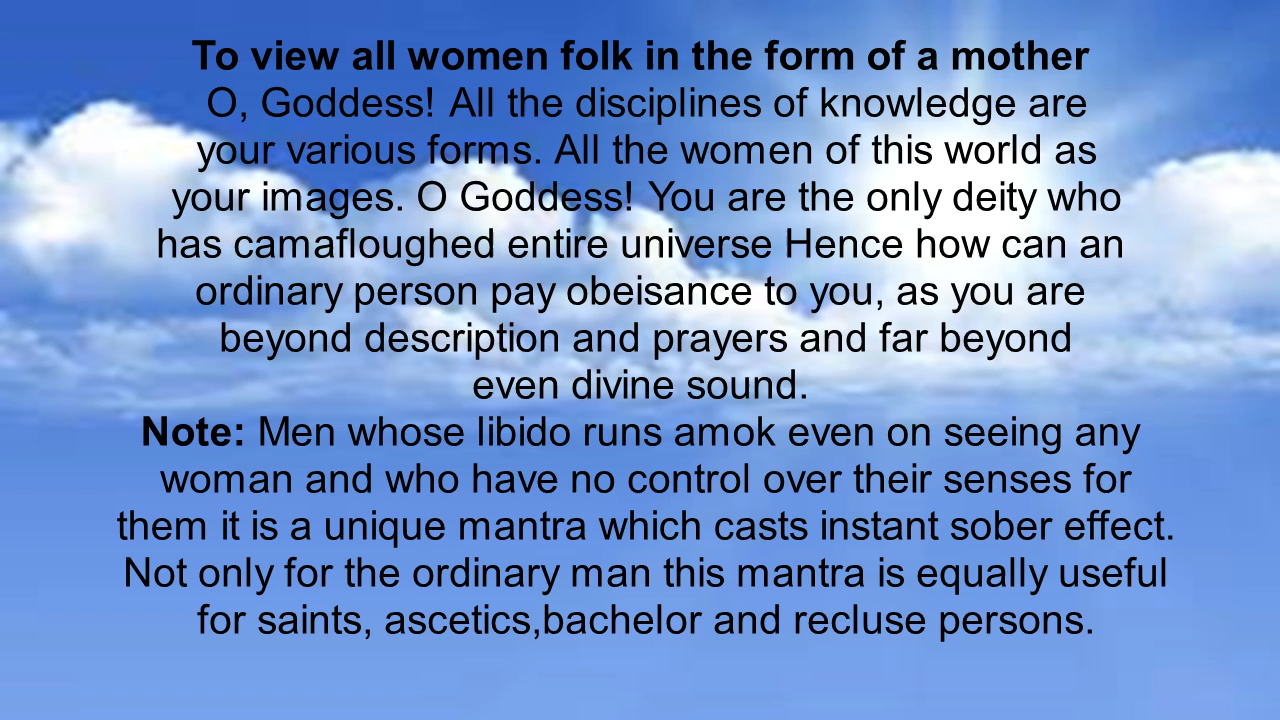 To view all women folk in the form of a mother
O, Goddess! All the disciplines of knowledge are
your various forms. All the women of this world as
your images. O Goddess! You are the only deity who
has camafloughed entire universe Hence how can an
ordinary person pay obeisance to you, as you are
beyond description and prayers and far beyond
even divine sound.
Note: Men whose libido runs amok even on seeing any
woman and who have no control over their senses for
them it is a unique mantra which casts instant sober effect.
Not only for the ordinary man this mantra is equally useful
for saints, ascetics,bachelor and recluse persons.